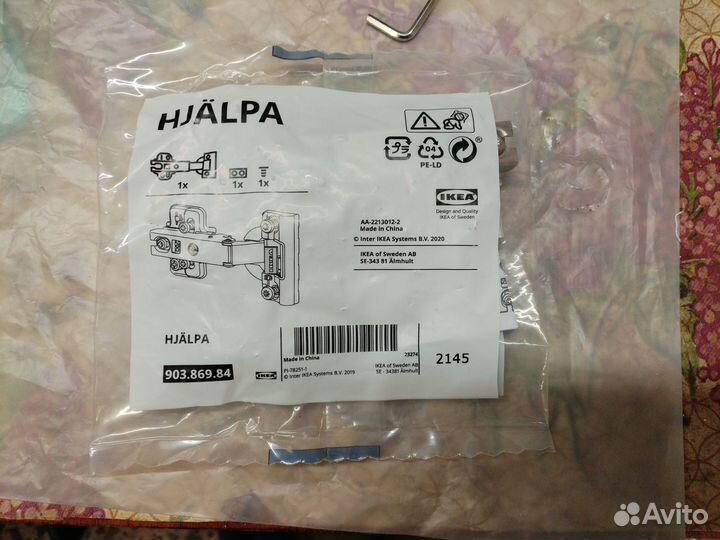 HJÄLPA
1x
1x
1x
04
PE-LD
®
IKEA
Design and Quality
IKEA of Sweden
AA-2213012-2
Made in China
© Inter IKEA Systems B.V. 2020
IKEA of Sweden AB
SE-343 81 Älmhult
IKEA
HJÄLPA
903.869.84
IKEA
Made in China
23274
PI-78251-1
© Inter IKEA Systems B.V. 2019
IKEA of Sweden AB
SE - 34381 Älmhult
2145
Avito